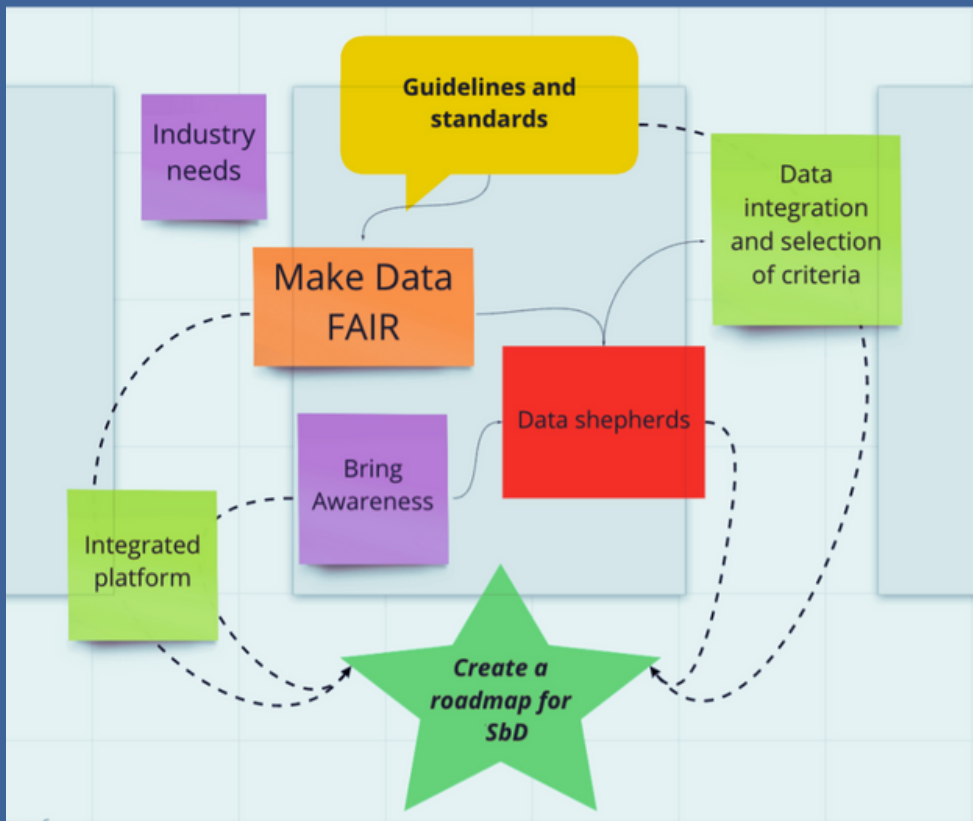 Guidelines and
standards
Industry
needs
Data
integration
and selection
of criteria
Make Data
FAIR
Data shepherds
Bring
Awareness
Integrated
platform
Create a
roadmap for
SbD